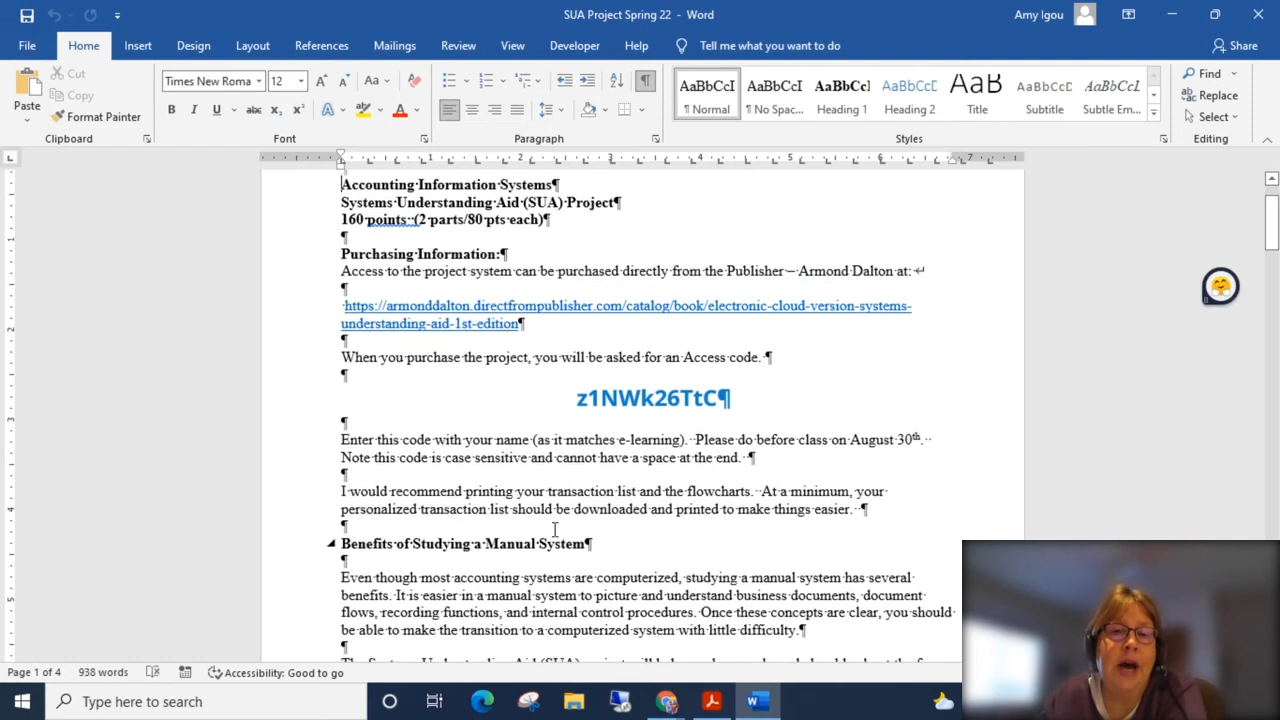 SUA Project Spring 22 - Word
Amy Igou
File Home Insert Design Layout References Mailings Review View Developer Help Tell me what you want to do Share
Paste Cut Copy Format Painter
Times New Roma 12
AaBbCcI AaBbCcI AaBbCc AaBbCcC AaB AaBbCcC AaBbCcI
¶ Normal ¶ No Spac... Heading 1 Heading 2 Title Subtitle Subtle Em...
Find Replace Select
Clipboard Font Paragraph Styles Editing
1 2 3 4 5 6 7
Accounting·Information·Systems¶
Systems·Understanding·Aid·(SUA)·Project¶
160·points··(2·parts/80·pts·each)¶
¶
Purchasing·Information:¶
Access·to·the·project·system·can·be·purchased·directly·from·the·Publisher·–·Armond·Dalton·at:·↵
¶
·https://armonddalton.directfrompublisher.com/catalog/book/electronic-cloud-version-systems-
understanding-aid-1st-edition¶
¶
When·you·purchase·the·project,·you·will·be·asked·for·an·Access·code.·¶
¶
z1NWk26TtC¶
¶
Enter·this·code·with·your·name·(as·it·matches·e-learning).··Please·do·before·class·on·August·30th.··
Note·this·code·is·case·sensitive·and·cannot·have·a·space·at·the·end.··¶
¶
I·would·recommend·printing·your·transaction·list·and·the·flowcharts.··At·a·minimum,·your·
personalized·transaction·list·should·be·downloaded·and·printed·to·make·things·easier.··¶
¶
Benefits·of·Studying·a·Manual·System¶
¶
Even·though·most·accounting·systems·are·computerized,·studying·a·manual·system·has·several·
benefits.··It·is·easier·in·a·manual·system·to·picture·and·understand·business·documents,·document·
flows,·recording·functions,·and·internal·control·procedures.··Once·these·concepts·are·clear,·you·should·
be·able·to·make·the·transition·to·a·computerized·system·with·little·difficulty.¶
¶
Page 1 of 4 938 words Accessibility: Good to go
Type here to search